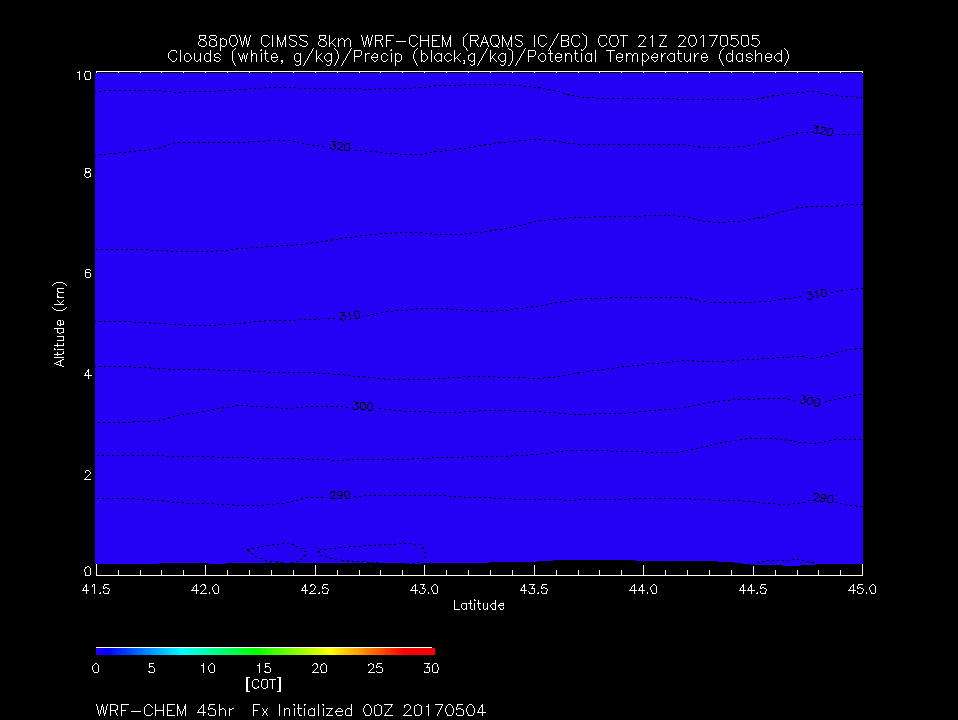 88p0W CIMSS 8km WRF-CHEM (RAQMS IC/BC) COT 21Z 20170505
Clouds (white, g/kg)/Precip (black,g/kg)/Potential Temperature (dashed)
10
320
320
8
6
Altitude (km)
310
310
4
300
300
2
290
290
0
41.5 42.0 42.5 43.0 43.5 44.0 44.5 45.0
Latitude
0 5 10 15 20 25 30
[COT]
WRF-CHEM 45hr Fx Initialized 00Z 20170504